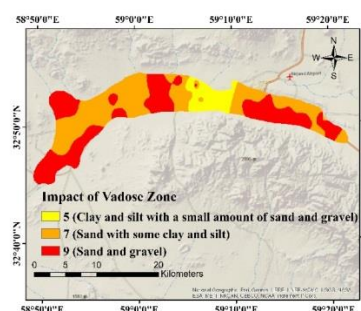 58°50'0"E 59°0'0"E 59°10'0"E 59°20'0"E
N
W E
S
32°50'0"N
32°40'0"N
Impact of Vadose Zone
5 (Clay and silt with a small amount of sand and gravel)
7 (Sand with some clay and silt)
9 (Sand and gravel)
0 5 10 20
Kilometers
58°50'0"E 59°0'0"E 59°10'0"E 59°20'0"E